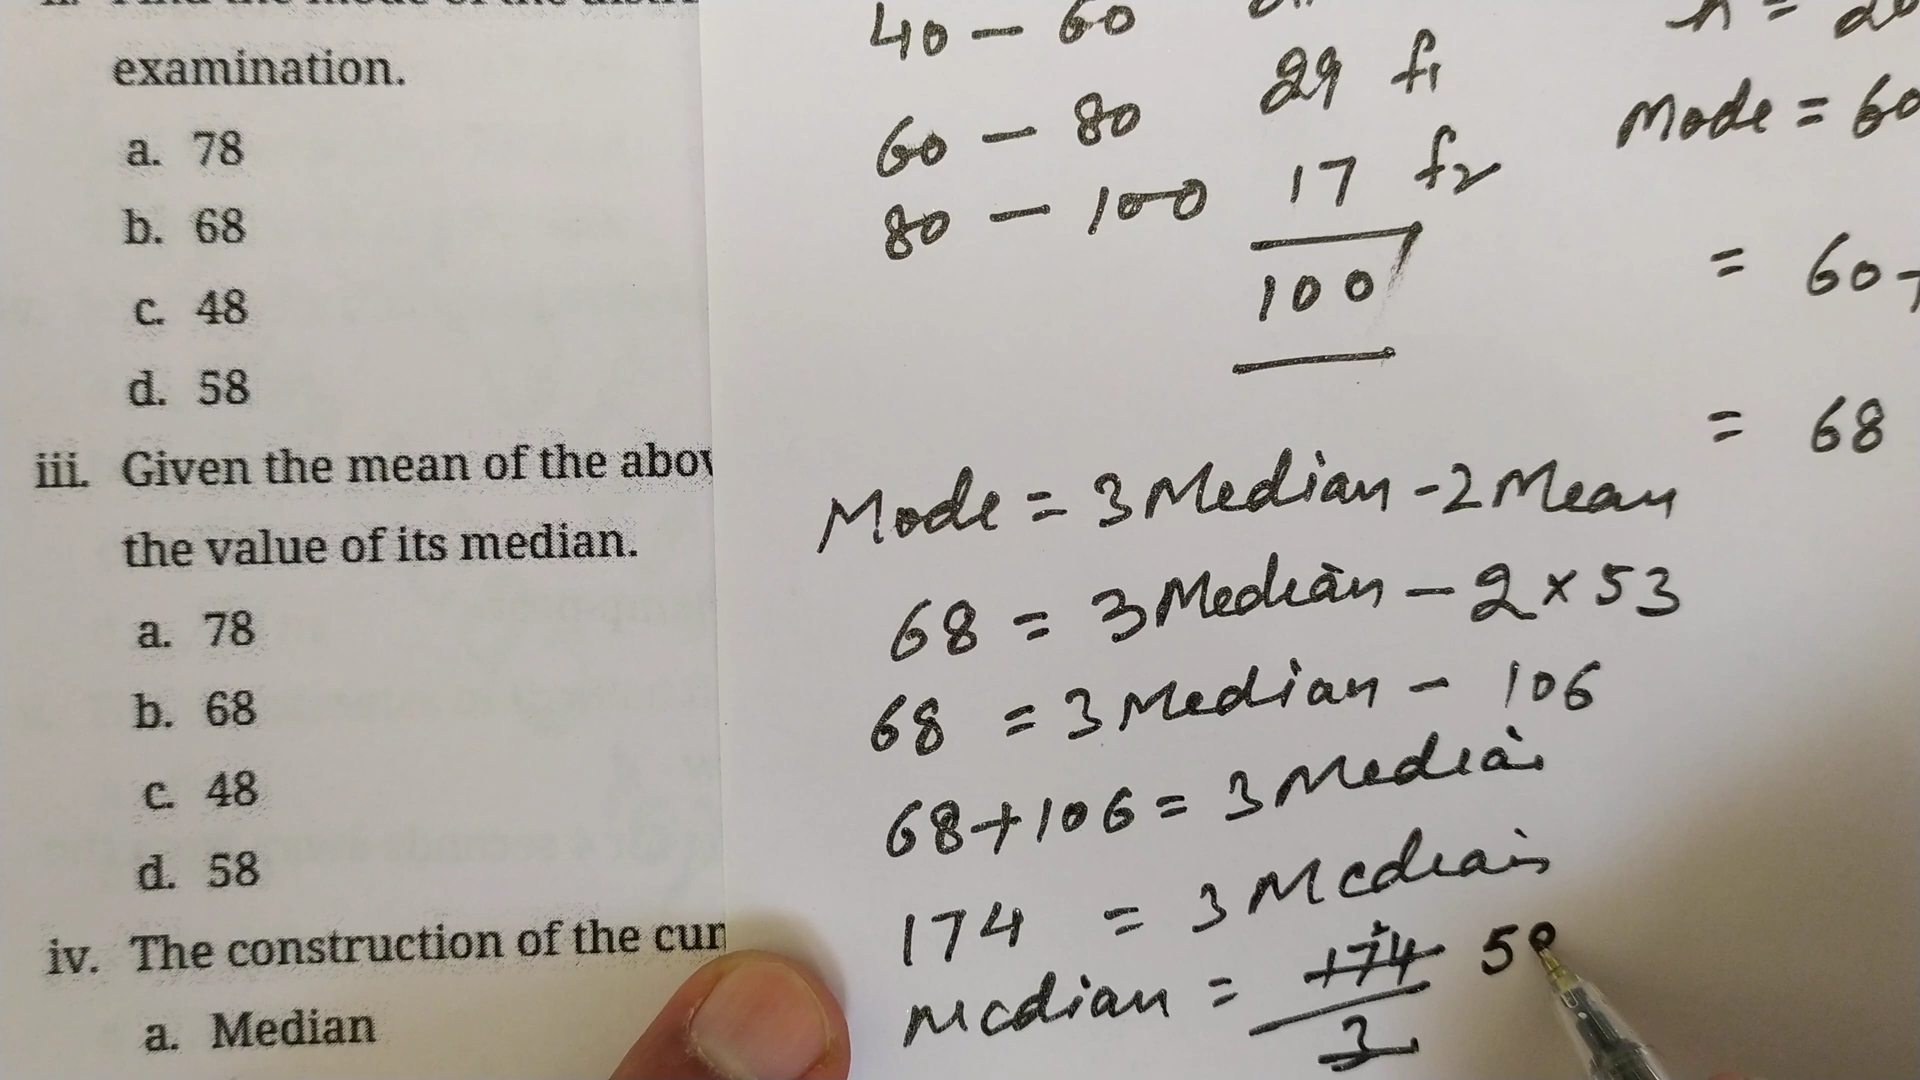 examination.
a. 78
b. 68
c. 48
d. 58
iii. Given the mean of the
the value of its median.
a. 78
b. 68
c. 48
d. 58
iv. The construction of the
a. Median
40 - 60
60 - 80 29 f1
80 - 100 17 f2
100
Mode = 60
= 60
= 68
Mode = 3 Median - 2 Mean
68 = 3 Median - 2 × 53
68 = 3 Median - 106
68 + 106 = 3 Median
174 = 3 Median
Median = 174 58
3